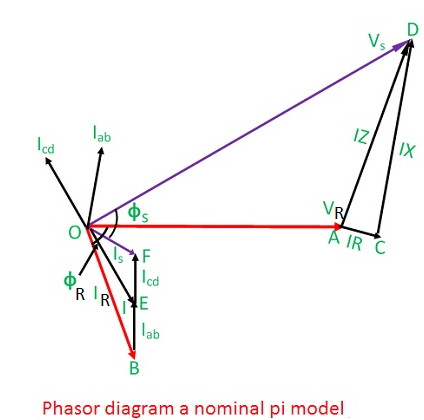 D
Vs
Icd
Iab
IZ
IX
ϕs
VR
O
A
IR
C
Is
F
ϕR
IR
Icd
I
E
Iab
B
Phasor diagram a nominal pi model